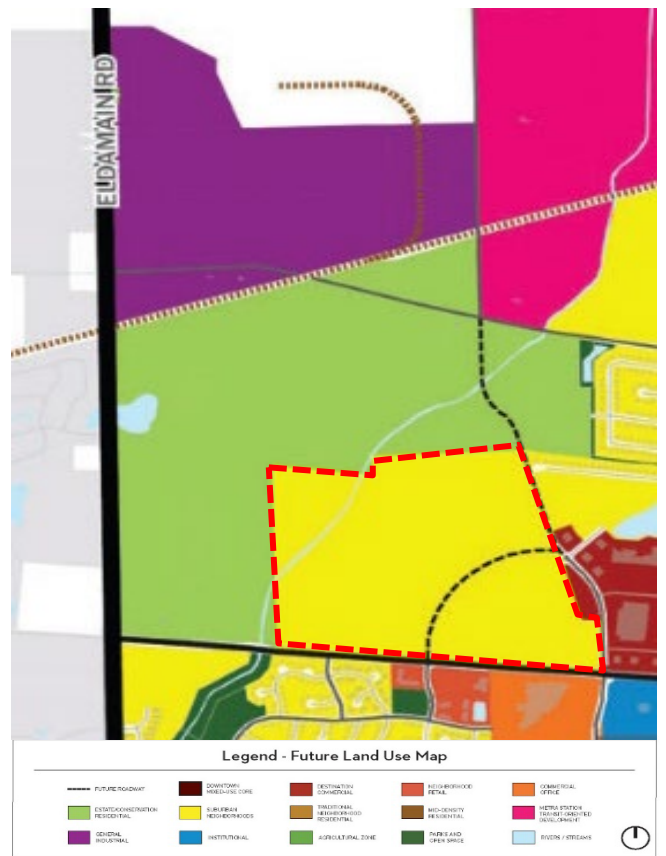 ELDAMAIN RD
Legend - Future Land Use Map
FUTURE ROADWAY
DOWNTOWN
MIXED-USE CORE
DESTINATION
COMMERCIAL
NEIGHBORHOOD
RETAIL
COMMERCIAL
OFFICE
ESTATE/CONSERVATION
RESIDENTIAL
SUBURBAN
NEIGHBORHOODS
TRADITIONAL
NEIGHBORHOOD
RESIDENTIAL
MID-DENSITY
RESIDENTIAL
METRA STATION
TRANSIT-ORIENTED
DEVELOPMENT
GENERAL
INDUSTRIAL
INSTITUTIONAL
AGRICULTURAL ZONE
PARKS AND
OPEN SPACE
RIVERS / STREAMS